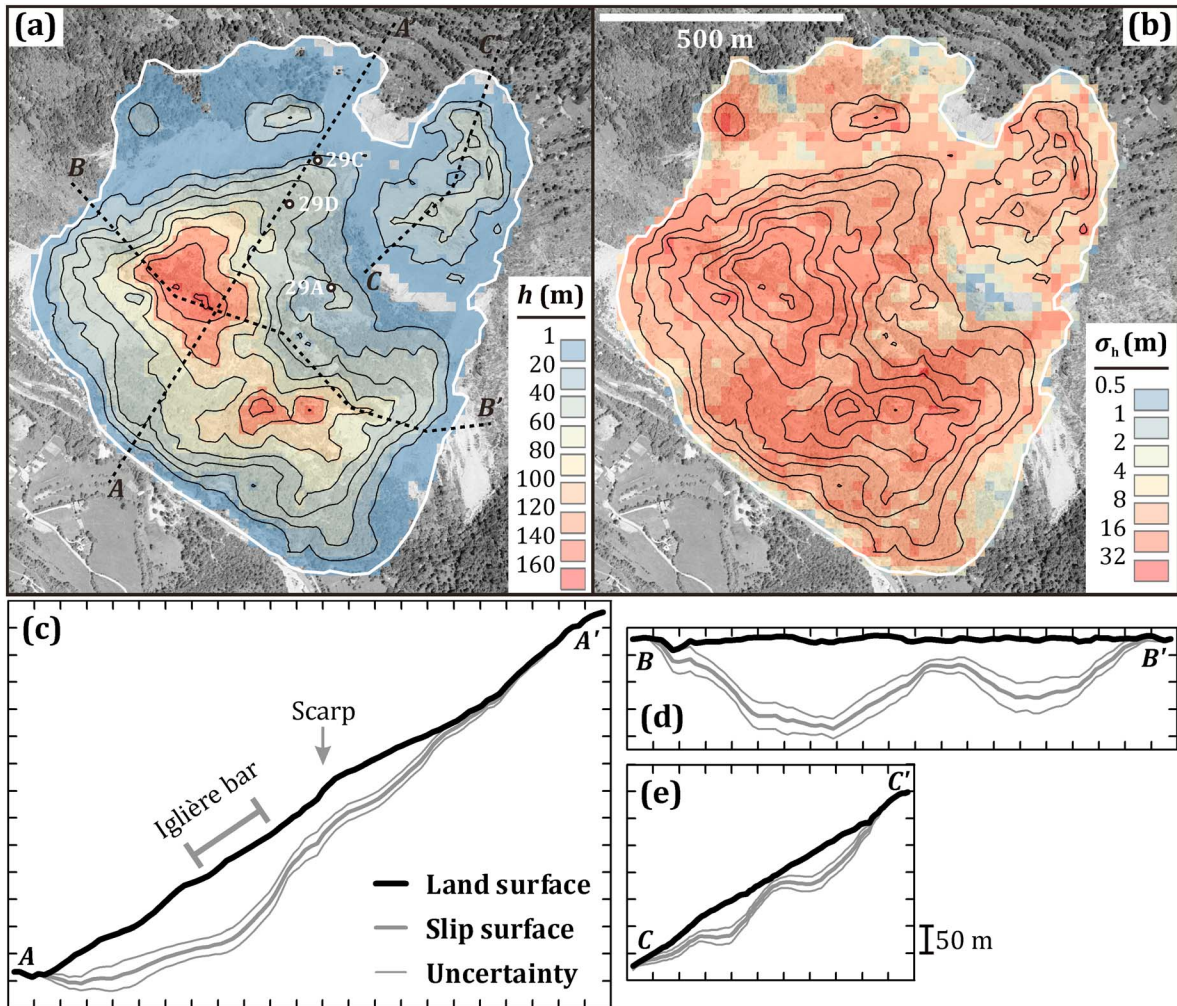 (a)
A'
C'
B
29C
29D
29A
C
A
B'
h (m)
1
20
40
60
80
100
120
140
160
500 m
(b)
σh (m)
0.5
1
2
4
8
16
32
(c)
A'
Scarp
Iglière bar
A
Land surface
Slip surface
Uncertainty
B
B'
(d)
(e)
C'
C
50 m